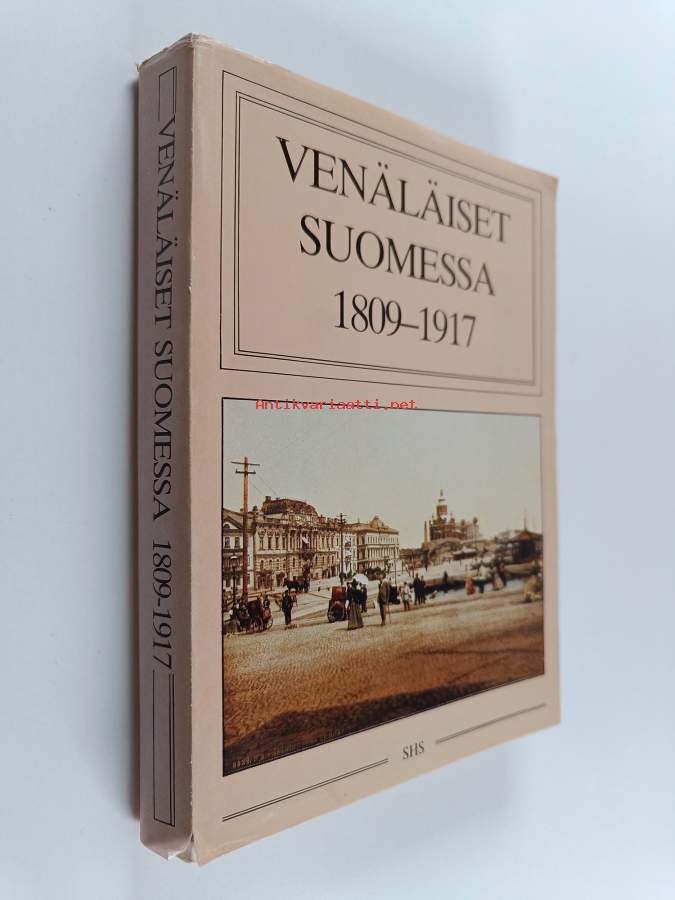 VENÄLÄISET SUOMESSA 1809-1917
VENÄLÄISET
SUOMESSA
1809–1917
Antikvariaatti.net
SHS